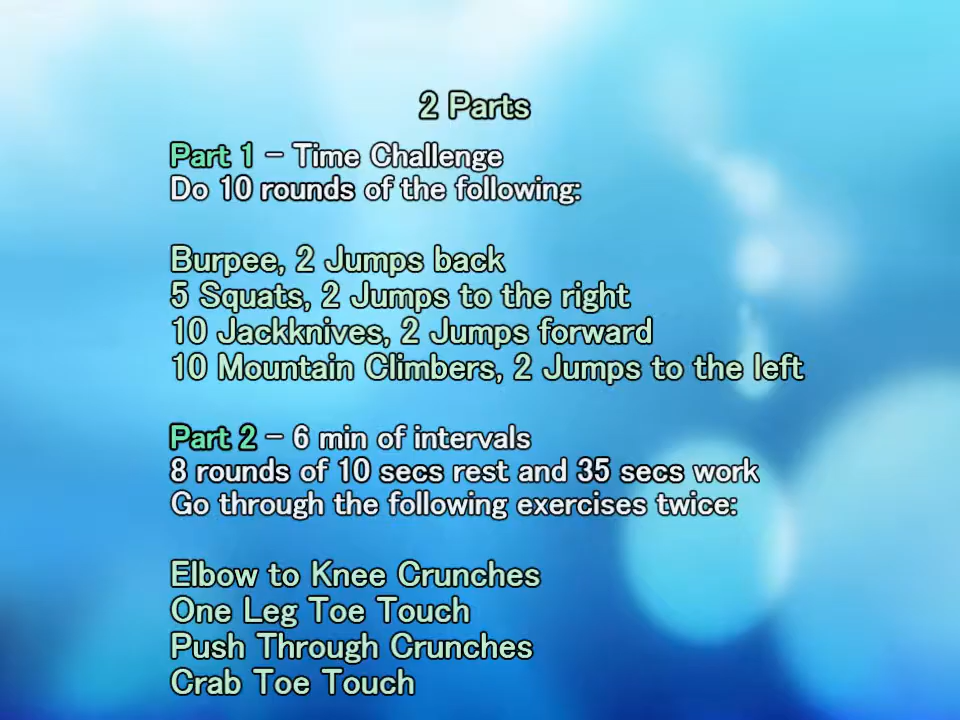 2 Parts
Part 1 - Time Challenge
Do 10 rounds of the following:
Burpee, 2 Jumps back
5 Squats, 2 Jumps to the right
10 Jackknives, 2 Jumps forward
10 Mountain Climbers, 2 Jumps to the left
Part 2 - 6 min of intervals
8 rounds of 10 secs rest and 35 secs work
Go through the following exercises twice:
Elbow to Knee Crunches
One Leg Toe Touch
Push Through Crunches
Crab Toe Touch